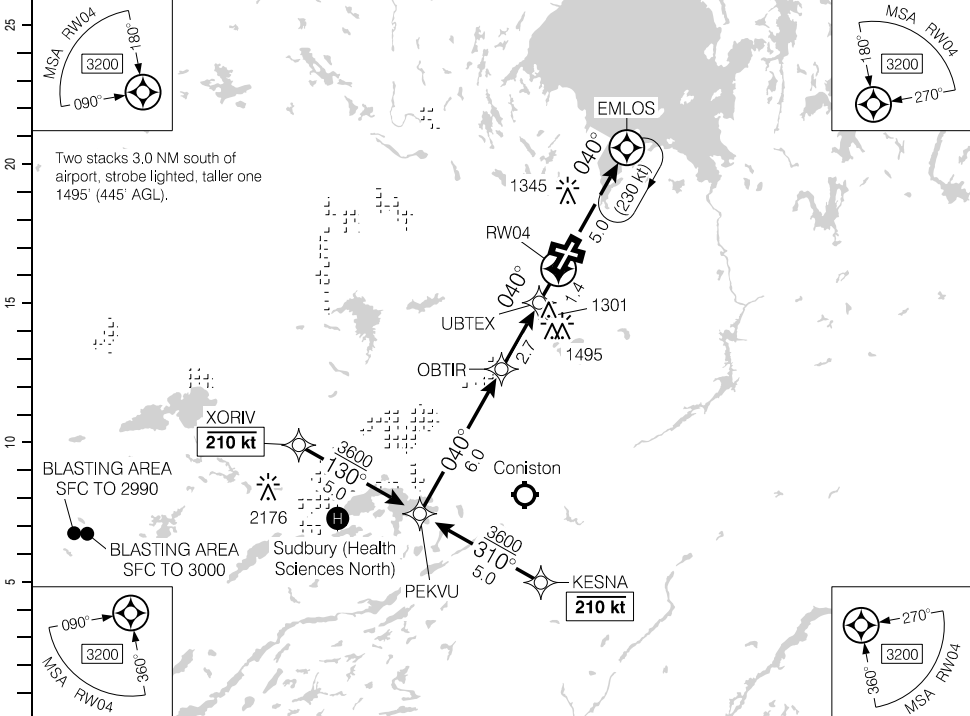 25
20
15
10
5
MSA RW04
180°
3200
090°
MSA RW04
180°
3200
270°
Two stacks 3.0 NM south of
airport, strobe lighted, taller one
1495' (445' AGL).
EMLOS
040°
(230 kt)
1345
5.0
RW04
040°
1.4
1301
UBTEX
1495
2.7
OBTIR
XORIV
210 kt
3600
130°
5.0
040°
6.0
Coniston
BLASTING AREA
SFC TO 2990
2176
H
BLASTING AREA
SFC TO 3000
Sudbury (Health
Sciences North)
3600
310°
5.0
PEKVU
KESNA
210 kt
090°
3200
360°
MSA RW04
270°
3200
360°
MSA RW04